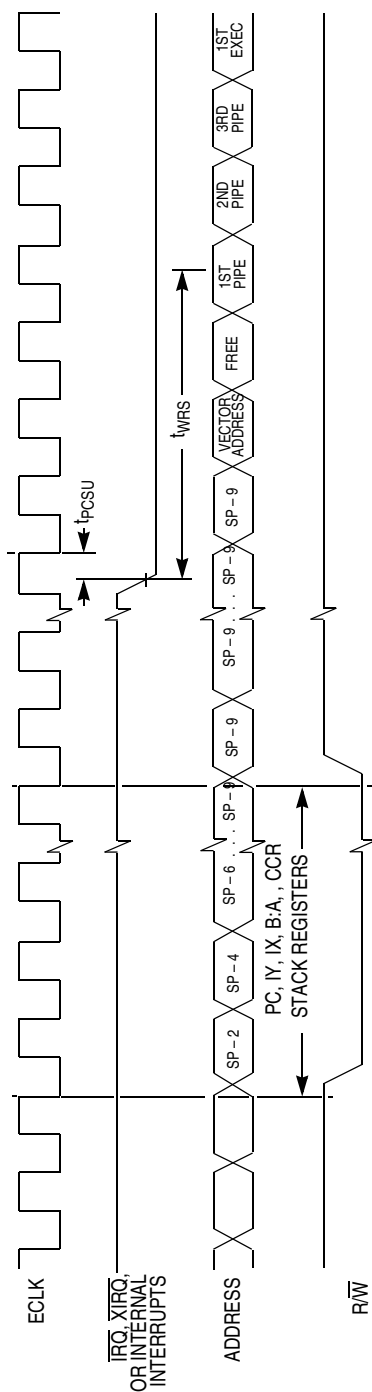 ECLK
tPCSU
IRQ, XIRQ,
OR INTERNAL
INTERRUPTS
tWRS
ADDRESS
SP – 2
SP – 4
SP – 6 . . . . SP – 9
SP – 9
SP – 9 . . . . SP – 9
SP – 9
VECTOR
ADDRESS
FREE
1ST
PIPE
2ND
PIPE
3RD
PIPE
1ST
EXEC
PC, IY, IX, B:A, , CCR
STACK REGISTERS
R/W